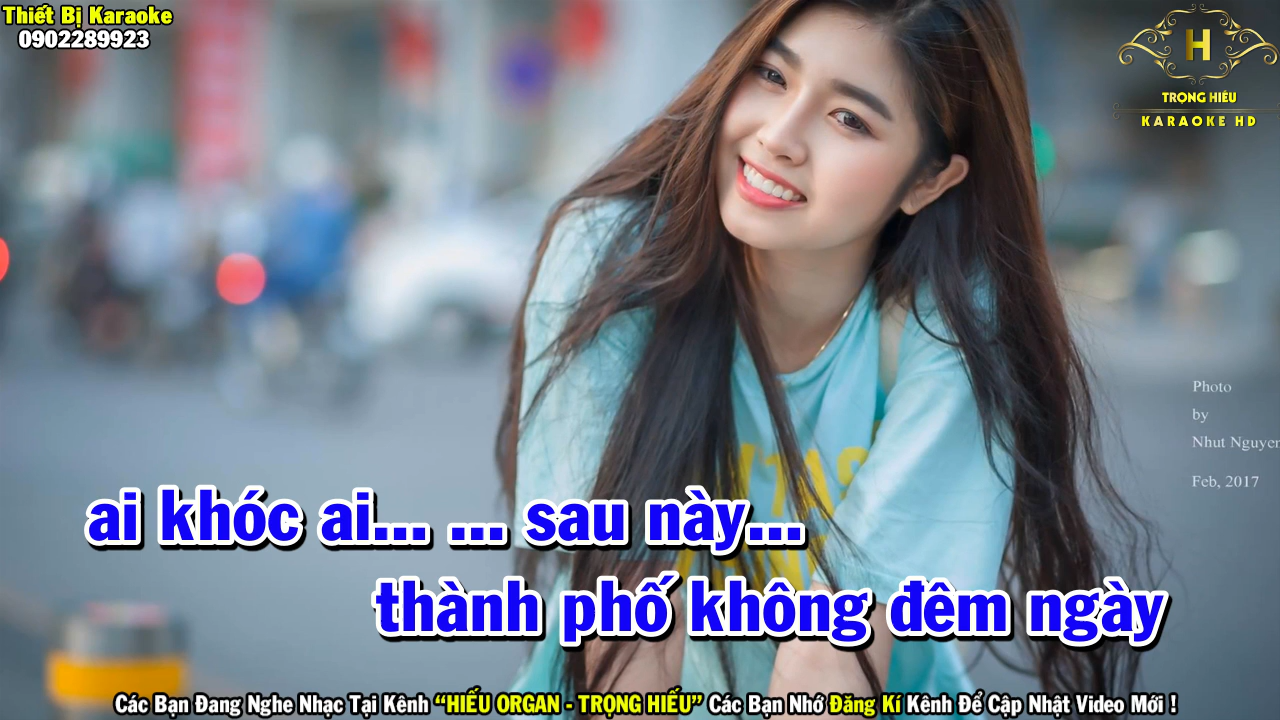 Thiết Bị Karaoke
0902289923
H
TRỌNG HIẾU
KARAOKE HD
Photo
by
Nhut Nguyen
Feb, 2017
ai khóc ai... ... sau này...
thành phố không đêm ngày
Các Bạn Đang Nghe Nhạc Tại Kênh “HIẾU ORGAN - TRỌNG HIẾU” Các Bạn Nhớ Đăng Kí Kênh Để Cập Nhật Video Mới !